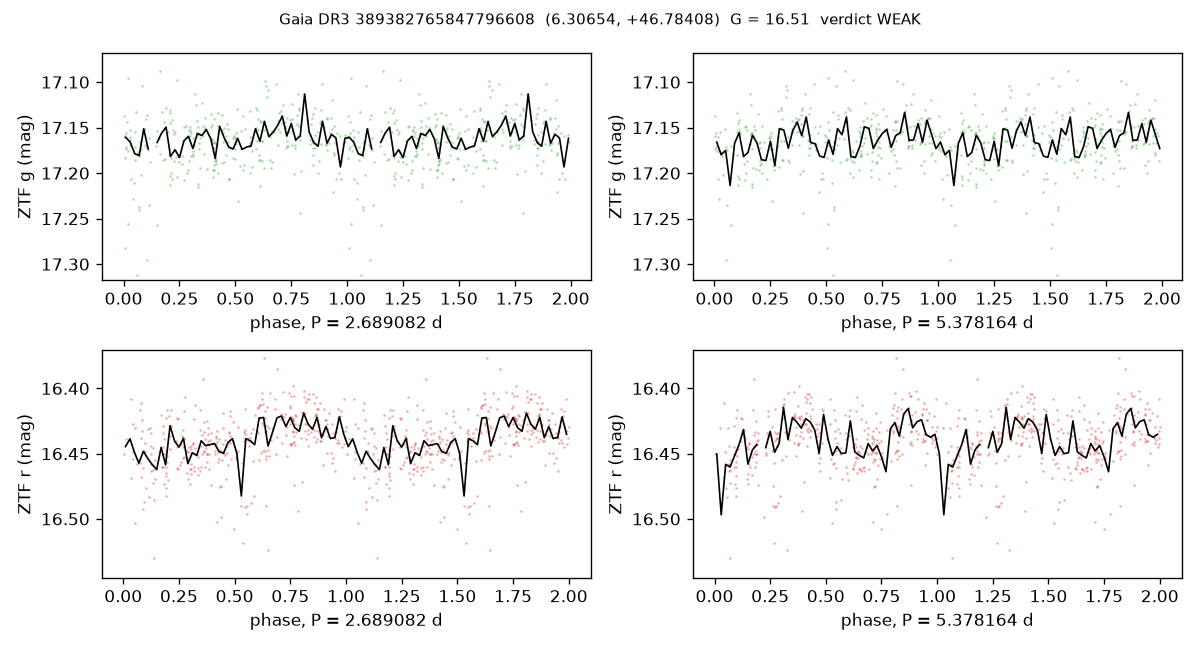 Gaia DR3 389382765847796608  (6.30654, +46.78408)  G = 16.51  verdict WEAK
ZTF g (mag)
17.10
17.15
17.20
17.25
17.30
0.00 0.25 0.50 0.75 1.00 1.25 1.50 1.75 2.00
phase, P = 2.689082 d
ZTF g (mag)
17.10
17.15
17.20
17.25
17.30
0.00 0.25 0.50 0.75 1.00 1.25 1.50 1.75 2.00
phase, P = 5.378164 d
ZTF r (mag)
16.40
16.45
16.50
0.00 0.25 0.50 0.75 1.00 1.25 1.50 1.75 2.00
phase, P = 2.689082 d
ZTF r (mag)
16.40
16.45
16.50
0.00 0.25 0.50 0.75 1.00 1.25 1.50 1.75 2.00
phase, P = 5.378164 d